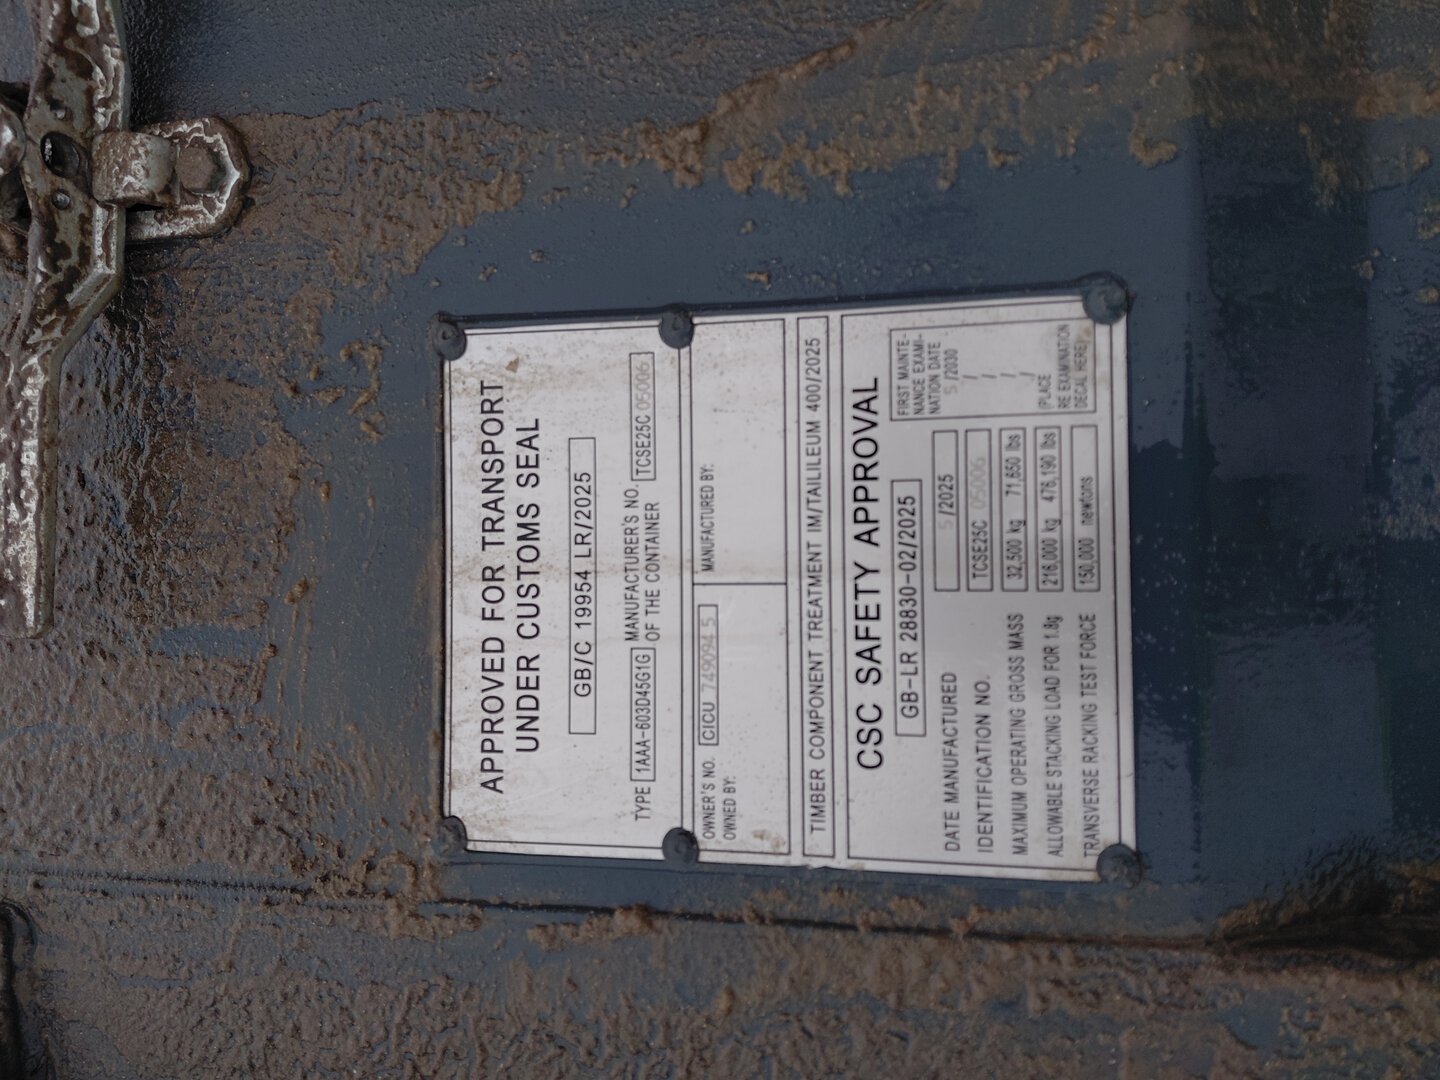 APPROVED FOR TRANSPORT
UNDER CUSTOMS SEAL
GB/C 19954 LR/2025
TYPE 1AAA-603D45G1G MANUFACTURER'S NO. OF THE CONTAINER TCSE25C 05006
OWNER'S NO. CICU 749094 5
OWNED BY:
MANUFACTURED BY:
TIMBER COMPONENT TREATMENT IM/TAILILEUM 400/2025
CSC SAFETY APPROVAL
GB-LR 28830-02/2025
DATE MANUFACTURED 5/2025
IDENTIFICATION NO. TCSE25C 05006
MAXIMUM OPERATING GROSS MASS 32,500 kg 71,650 lbs
ALLOWABLE STACKING LOAD FOR 1.8g 216,000 kg 476,190 lbs
TRANSVERSE RACKING TEST FORCE 150,000 newtons
FIRST MAINTE-
NANCE EXAMI-
NATION DATE
5/2030
/
/
/
(PLACE
RE EXAMINATION
DECAL HERE)